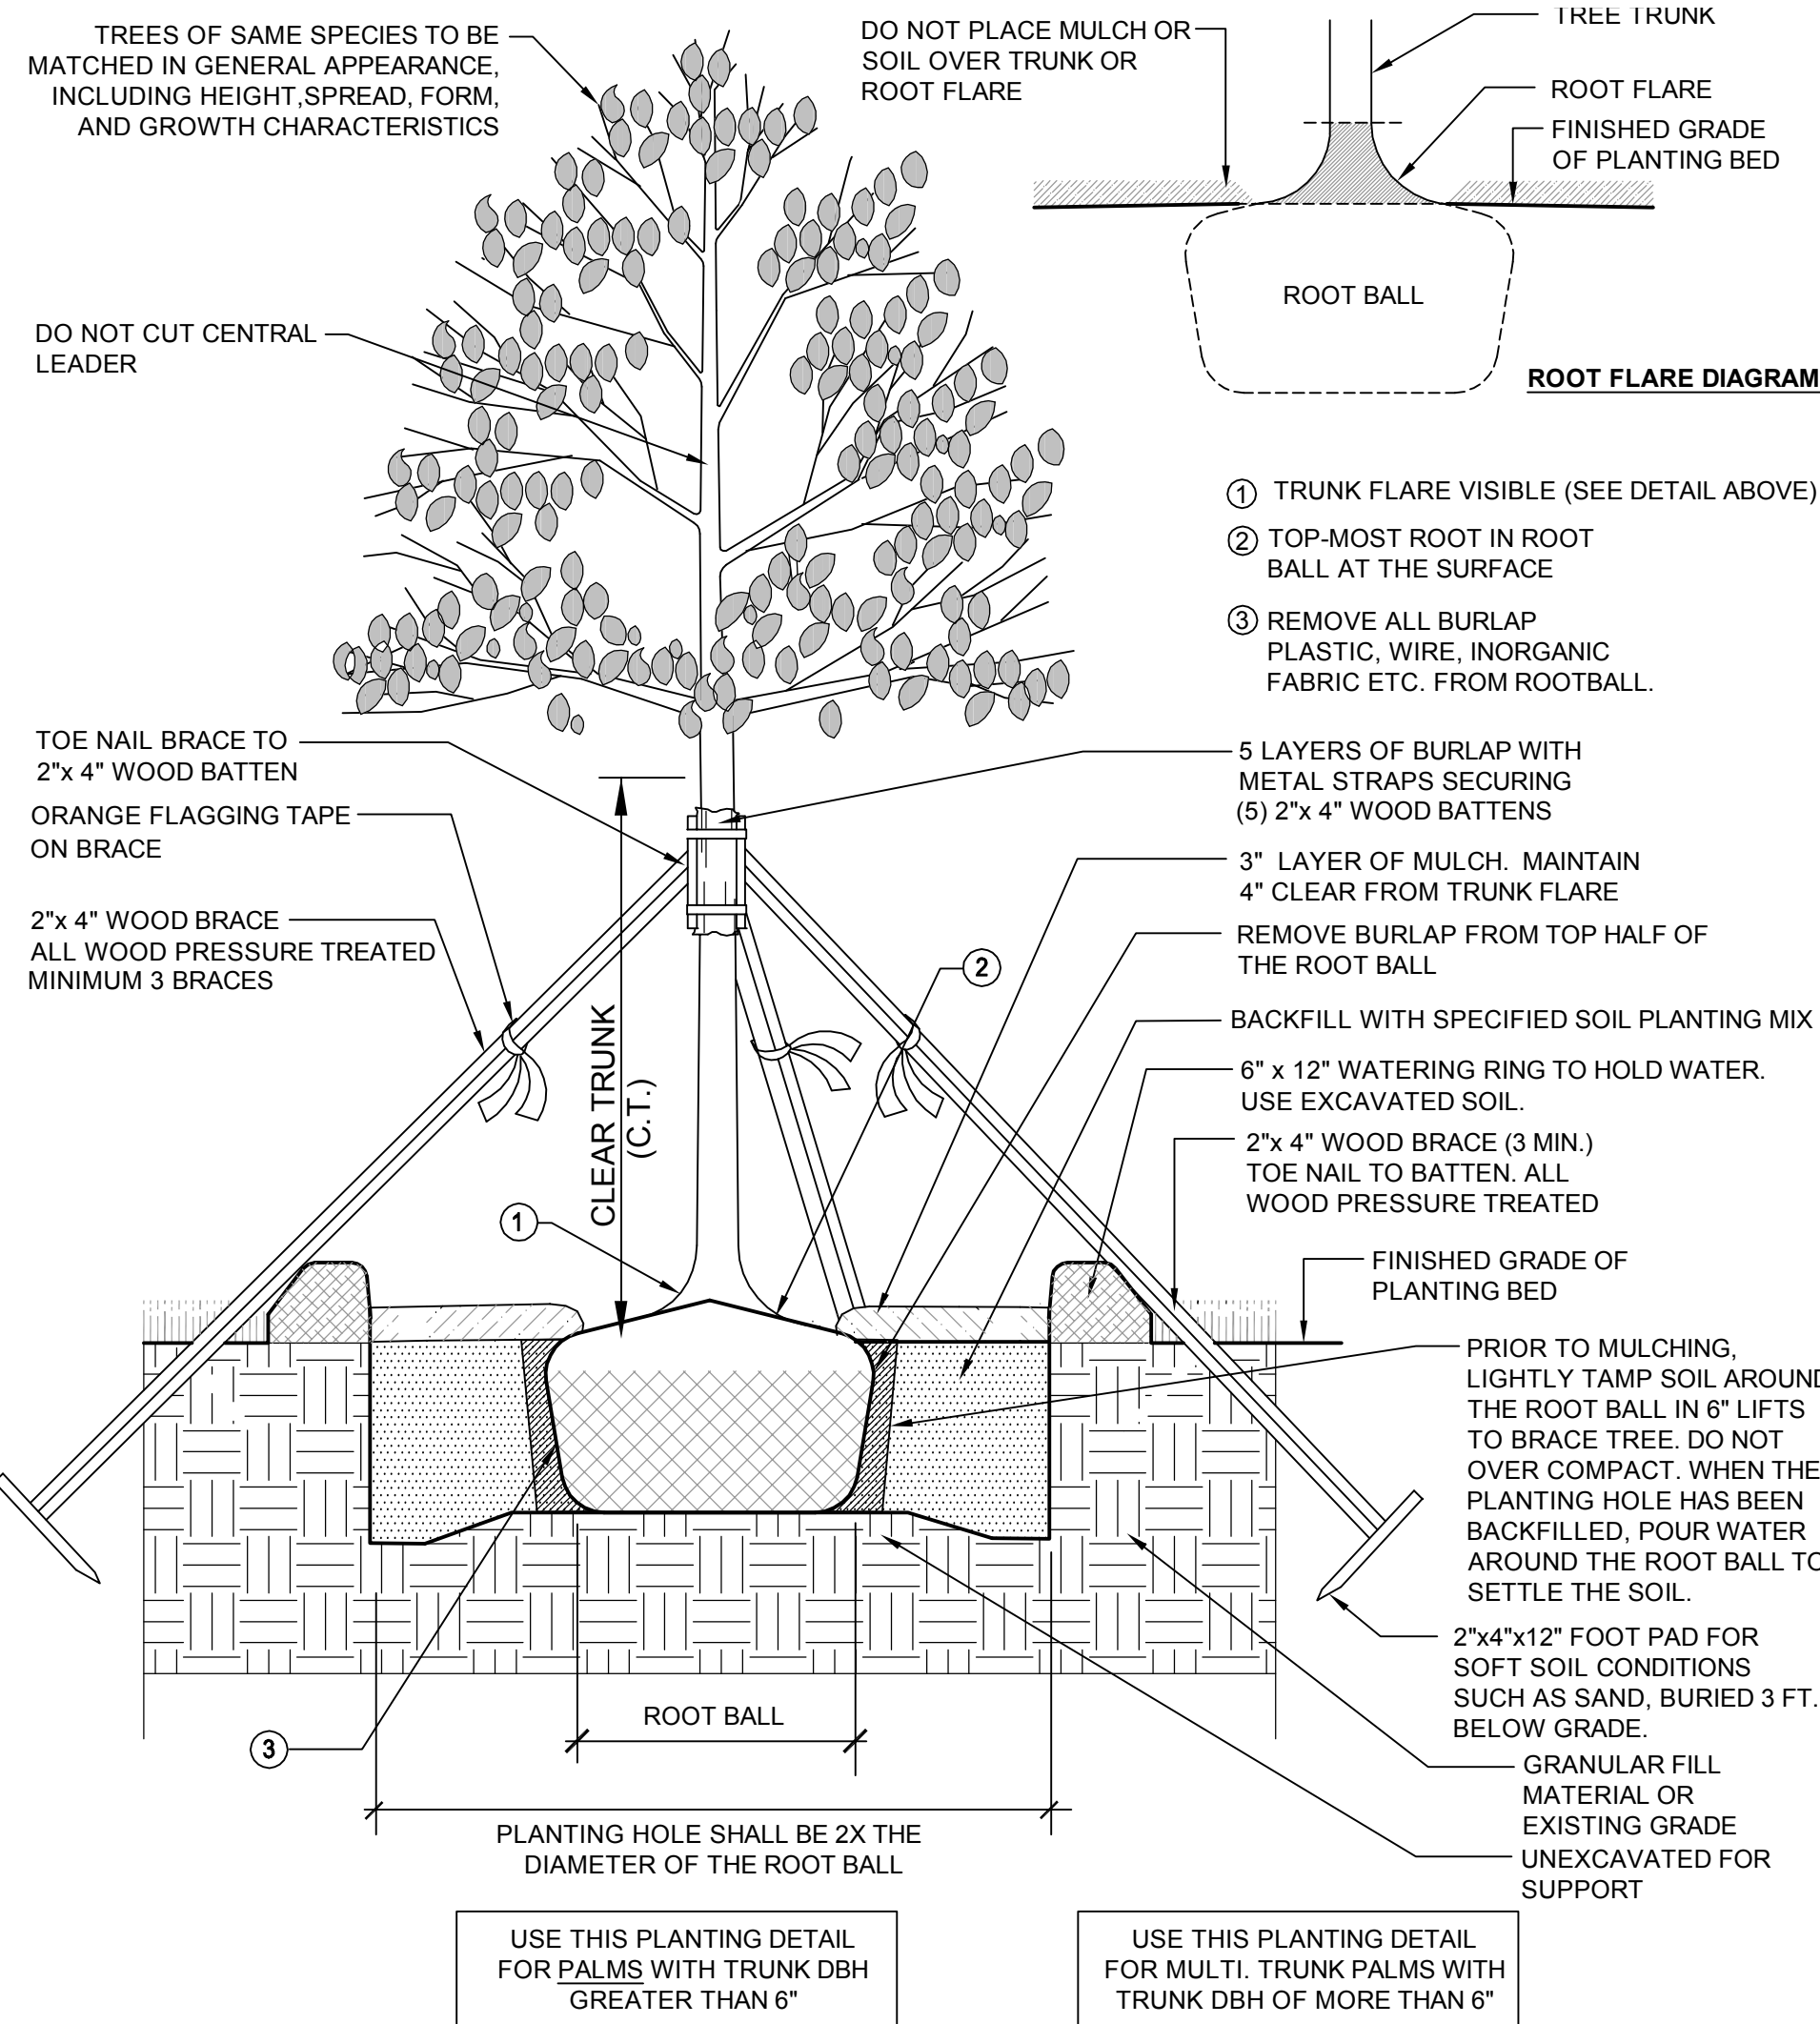 TREES OF SAME SPECIES TO BE
MATCHED IN GENERAL APPEARANCE,
INCLUDING HEIGHT,SPREAD, FORM,
AND GROWTH CHARACTERISTICS
DO NOT CUT CENTRAL
LEADER
DO NOT PLACE MULCH OR
SOIL OVER TRUNK OR
ROOT FLARE
TREE TRUNK
ROOT FLARE
FINISHED GRADE
OF PLANTING BED
ROOT BALL
ROOT FLARE DIAGRAM
1 TRUNK FLARE VISIBLE (SEE DETAIL ABOVE)
2 TOP-MOST ROOT IN ROOT
BALL AT THE SURFACE
3 REMOVE ALL BURLAP
PLASTIC, WIRE, INORGANIC
FABRIC ETC. FROM ROOTBALL.
TOE NAIL BRACE TO
2"x 4" WOOD BATTEN
ORANGE FLAGGING TAPE
ON BRACE
2"x 4" WOOD BRACE
ALL WOOD PRESSURE TREATED
MINIMUM 3 BRACES
CLEAR TRUNK
(C.T.)
1
2
5 LAYERS OF BURLAP WITH
METAL STRAPS SECURING
(5) 2"x 4" WOOD BATTENS
3" LAYER OF MULCH. MAINTAIN
4" CLEAR FROM TRUNK FLARE
REMOVE BURLAP FROM TOP HALF OF
THE ROOT BALL
BACKFILL WITH SPECIFIED SOIL PLANTING MIX
6" x 12" WATERING RING TO HOLD WATER.
USE EXCAVATED SOIL.
2"x 4" WOOD BRACE (3 MIN.)
TOE NAIL TO BATTEN. ALL
WOOD PRESSURE TREATED
FINISHED GRADE OF
PLANTING BED
PRIOR TO MULCHING,
LIGHTLY TAMP SOIL AROUND
THE ROOT BALL IN 6" LIFTS
TO BRACE TREE. DO NOT
OVER COMPACT. WHEN THE
PLANTING HOLE HAS BEEN
BACKFILLED, POUR WATER
AROUND THE ROOT BALL TO
SETTLE THE SOIL.
2"x4"x12" FOOT PAD FOR
SOFT SOIL CONDITIONS
SUCH AS SAND, BURIED 3 FT.
BELOW GRADE.
GRANULAR FILL
MATERIAL OR
EXISTING GRADE
UNEXCAVATED FOR
SUPPORT
3
ROOT BALL
PLANTING HOLE SHALL BE 2X THE
DIAMETER OF THE ROOT BALL
USE THIS PLANTING DETAIL
FOR PALMS WITH TRUNK DBH
GREATER THAN 6"
USE THIS PLANTING DETAIL
FOR MULTI. TRUNK PALMS WITH
TRUNK DBH OF MORE THAN 6"